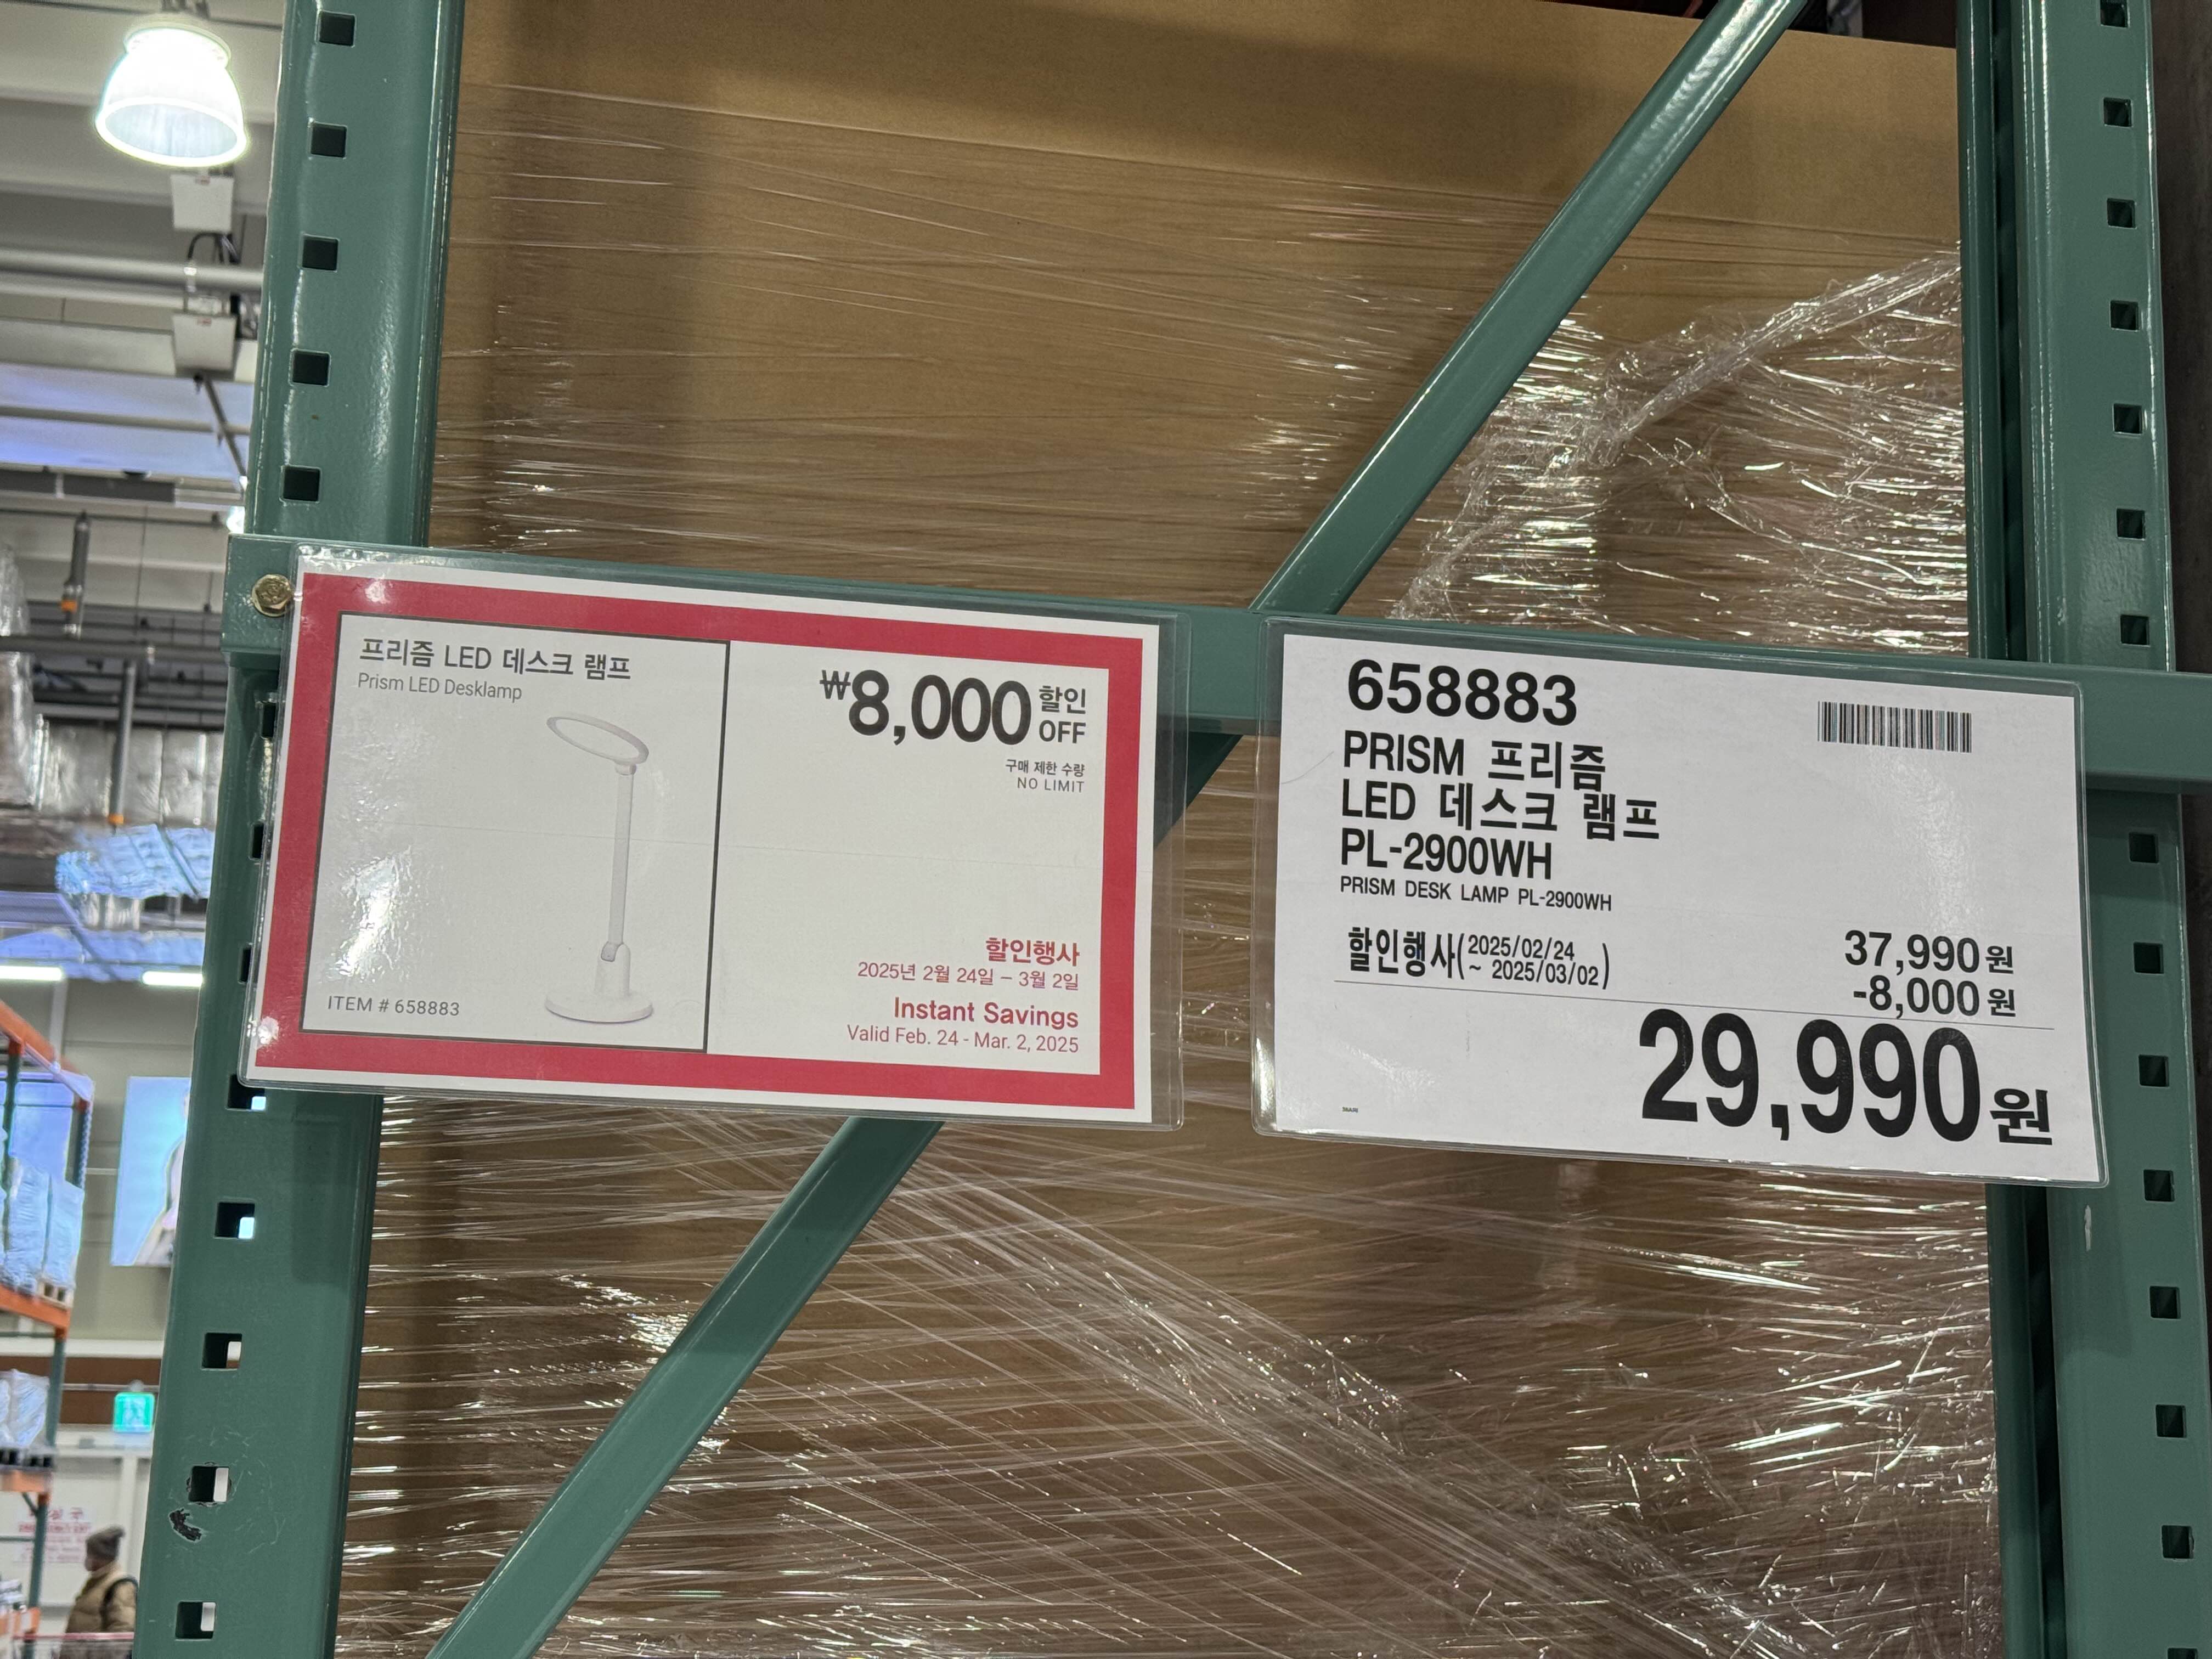 프리즘 LED 데스크 램프
Prism LED Desklamp
ITEM # 658883
₩8,000 할인
OFF
구매 제한 수량
NO LIMIT
할인행사
2025년 2월 24일 – 3월 2일
Instant Savings
Valid Feb. 24 - Mar. 2, 2025
658883
PRISM 프리즘
LED 데스크 램프
PL-2900WH
PRISM DESK LAMP PL-2900WH
할인행사(2025/02/24
~ 2025/03/02)
37,990원
-8,000원
29,990원